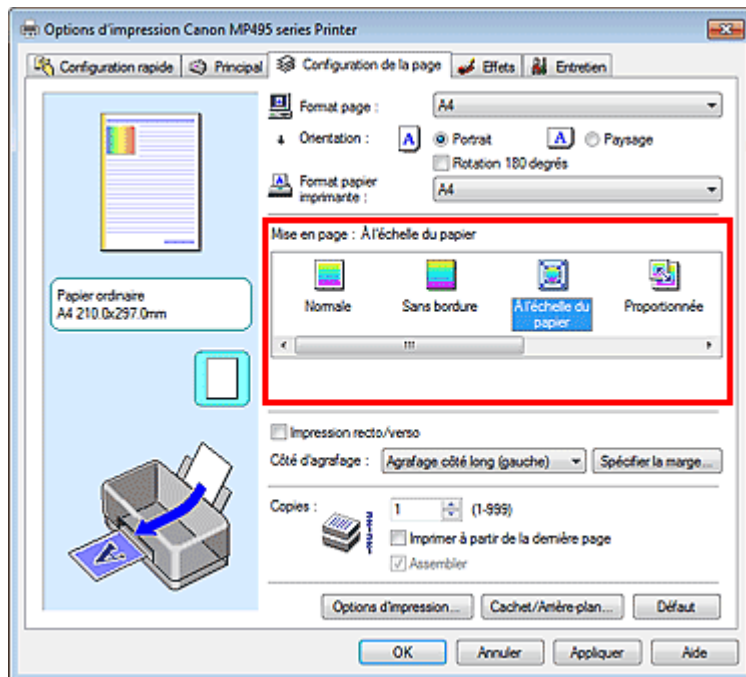 Options d'impression Canon MP495 series Printer
Configuration rapide Principal Configuration de la page Effets Entretien
Format page : A4
Orientation : A Portrait A Paysage
Rotation 180 degrés
Format papier imprimante : A4
Mise en page : À l'échelle du papier
Normale Sans bordure À l'échelle du papier Proportionnée
Papier ordinaire
A4 210.0x297.0mm
Impression recto/verso
Côté d'agrafage : Agrafage côté long (gauche) Spécifier la marge...
Copies : 1 (1-999)
Imprimer à partir de la dernière page
Assembler
Options d'impression... Cachet/Arrière-plan... Défaut
OK Annuler Appliquer Aide